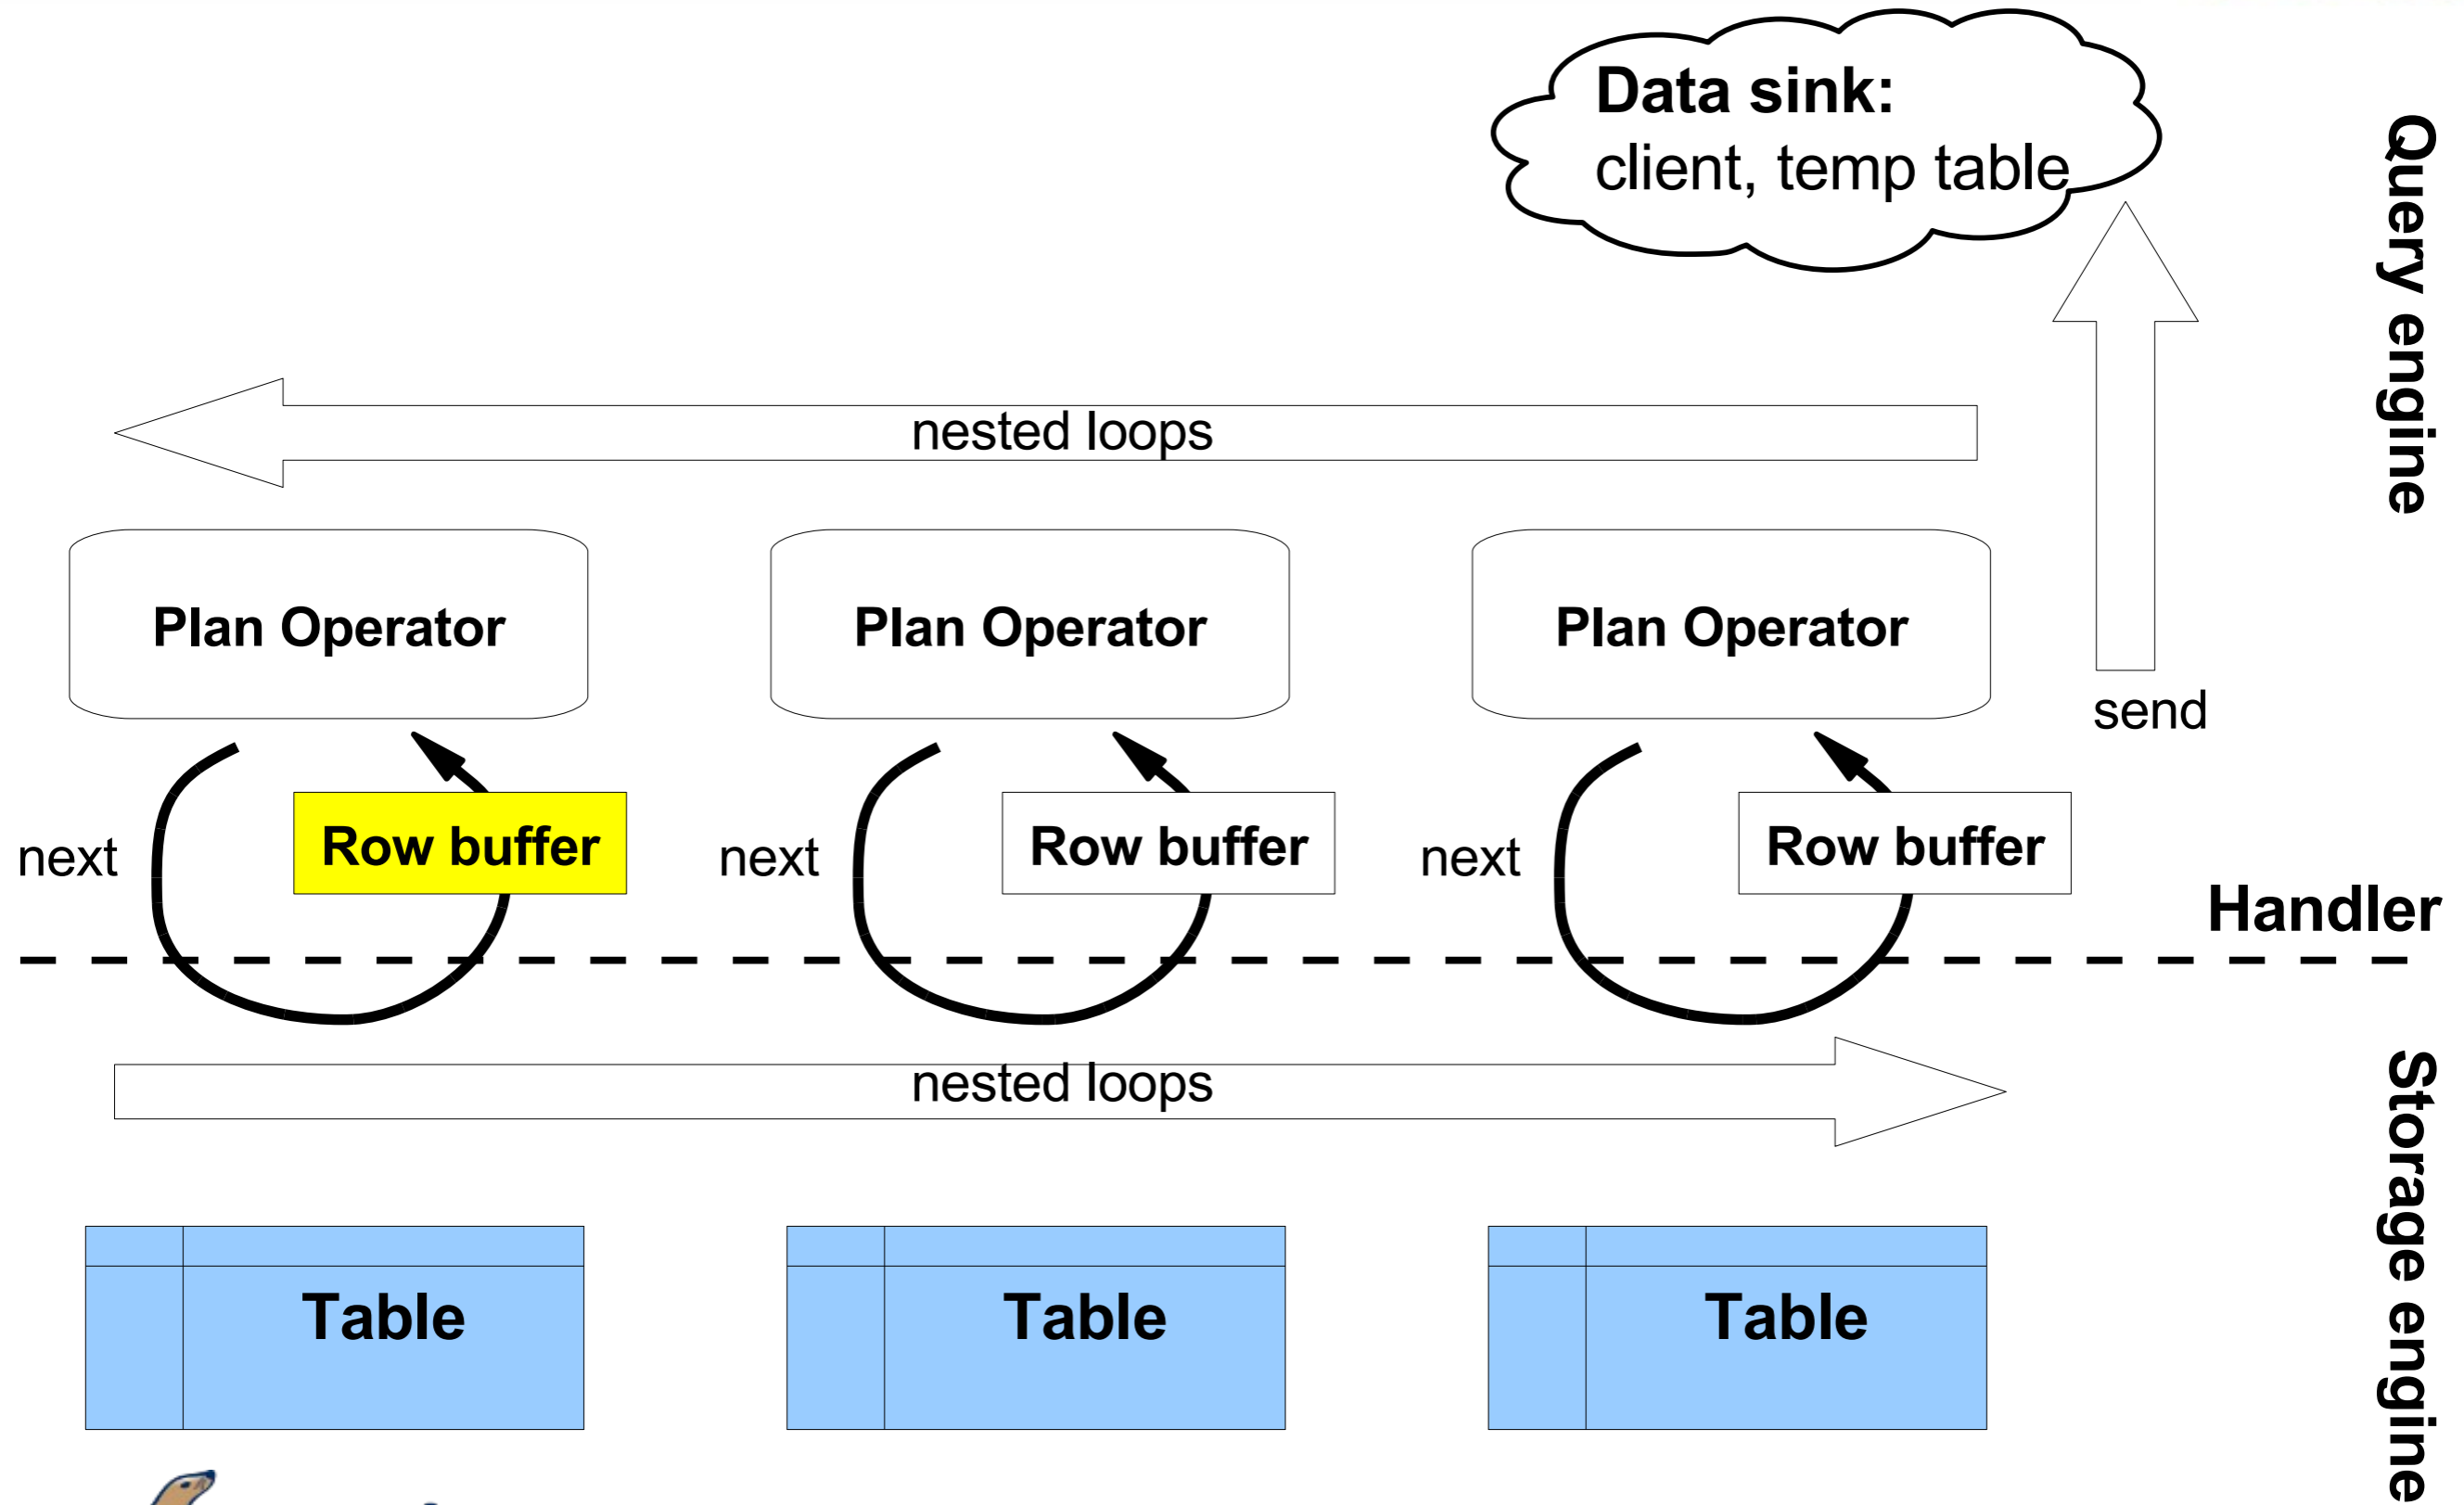 Data sink:
client, temp table
Query engine
nested loops
Plan Operator
Plan Operator
Plan Operator
send
next
Row buffer
next
Row buffer
next
Row buffer
Handler
nested loops
Storage engine
Table
Table
Table